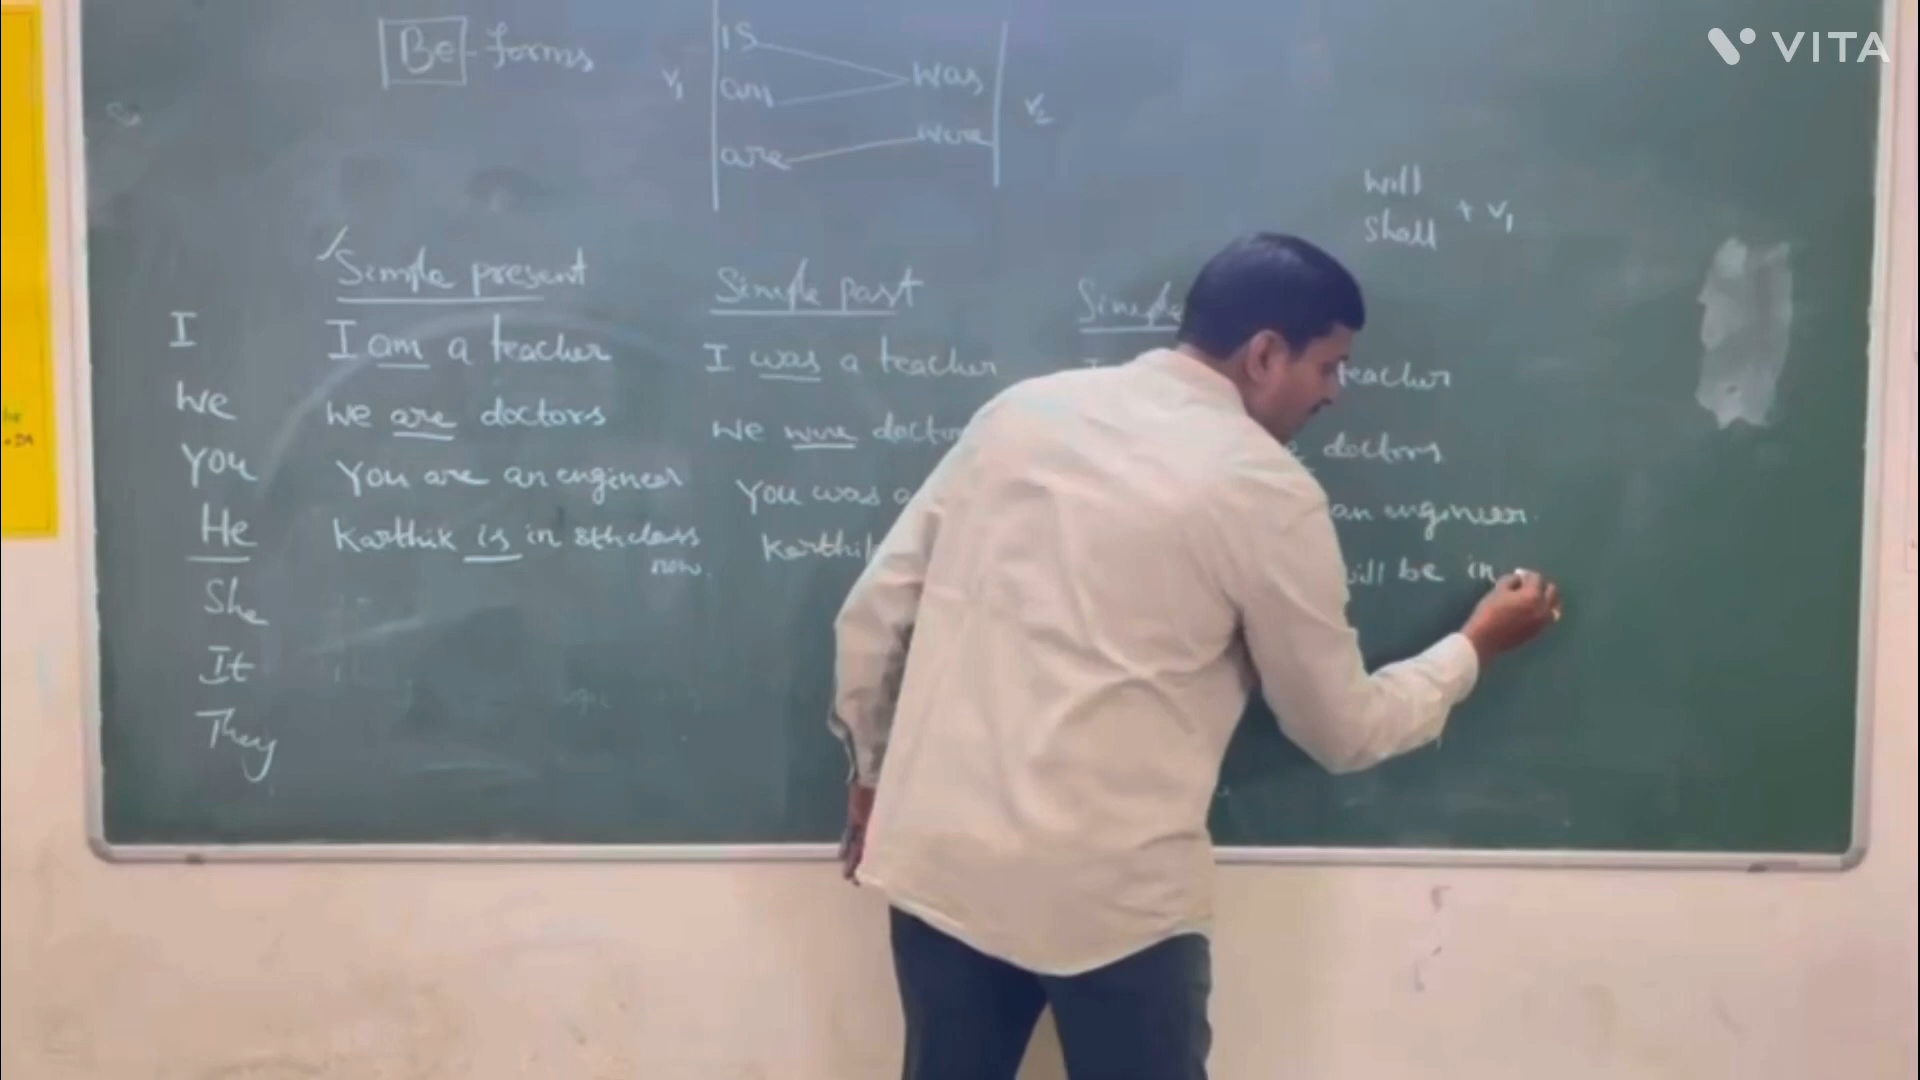 Be - forms
is
am
are
was
were
V1
V2
will
shall + V1
Simple present
I am a teacher
we are doctors
You are an engineer
Karthik is in 8th class
now.
Simple past
I was a teacher
we were doctor
You was a
Karthik
Simple
teacher
doctors
an engineer.
will be in
I
we
you
He
She
It
They
VITA